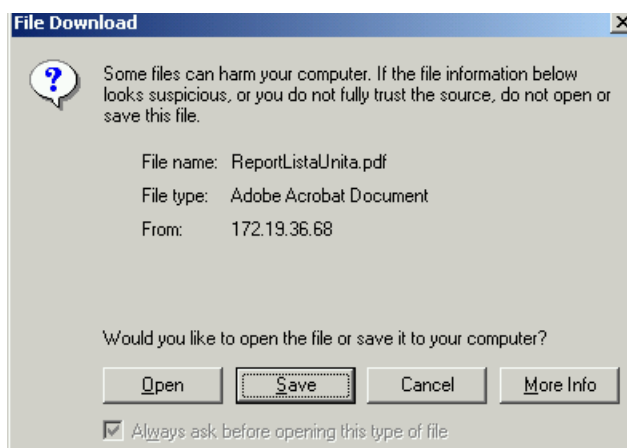 File Download
Some files can harm your computer. If the file information below
looks suspicious, or you do not fully trust the source, do not open or
save this file.
File name: ReportListaUnita.pdf
File type: Adobe Acrobat Document
From: 172.19.36.68
Would you like to open the file or save it to your computer?
Open Save Cancel More Info
Always ask before opening this type of file